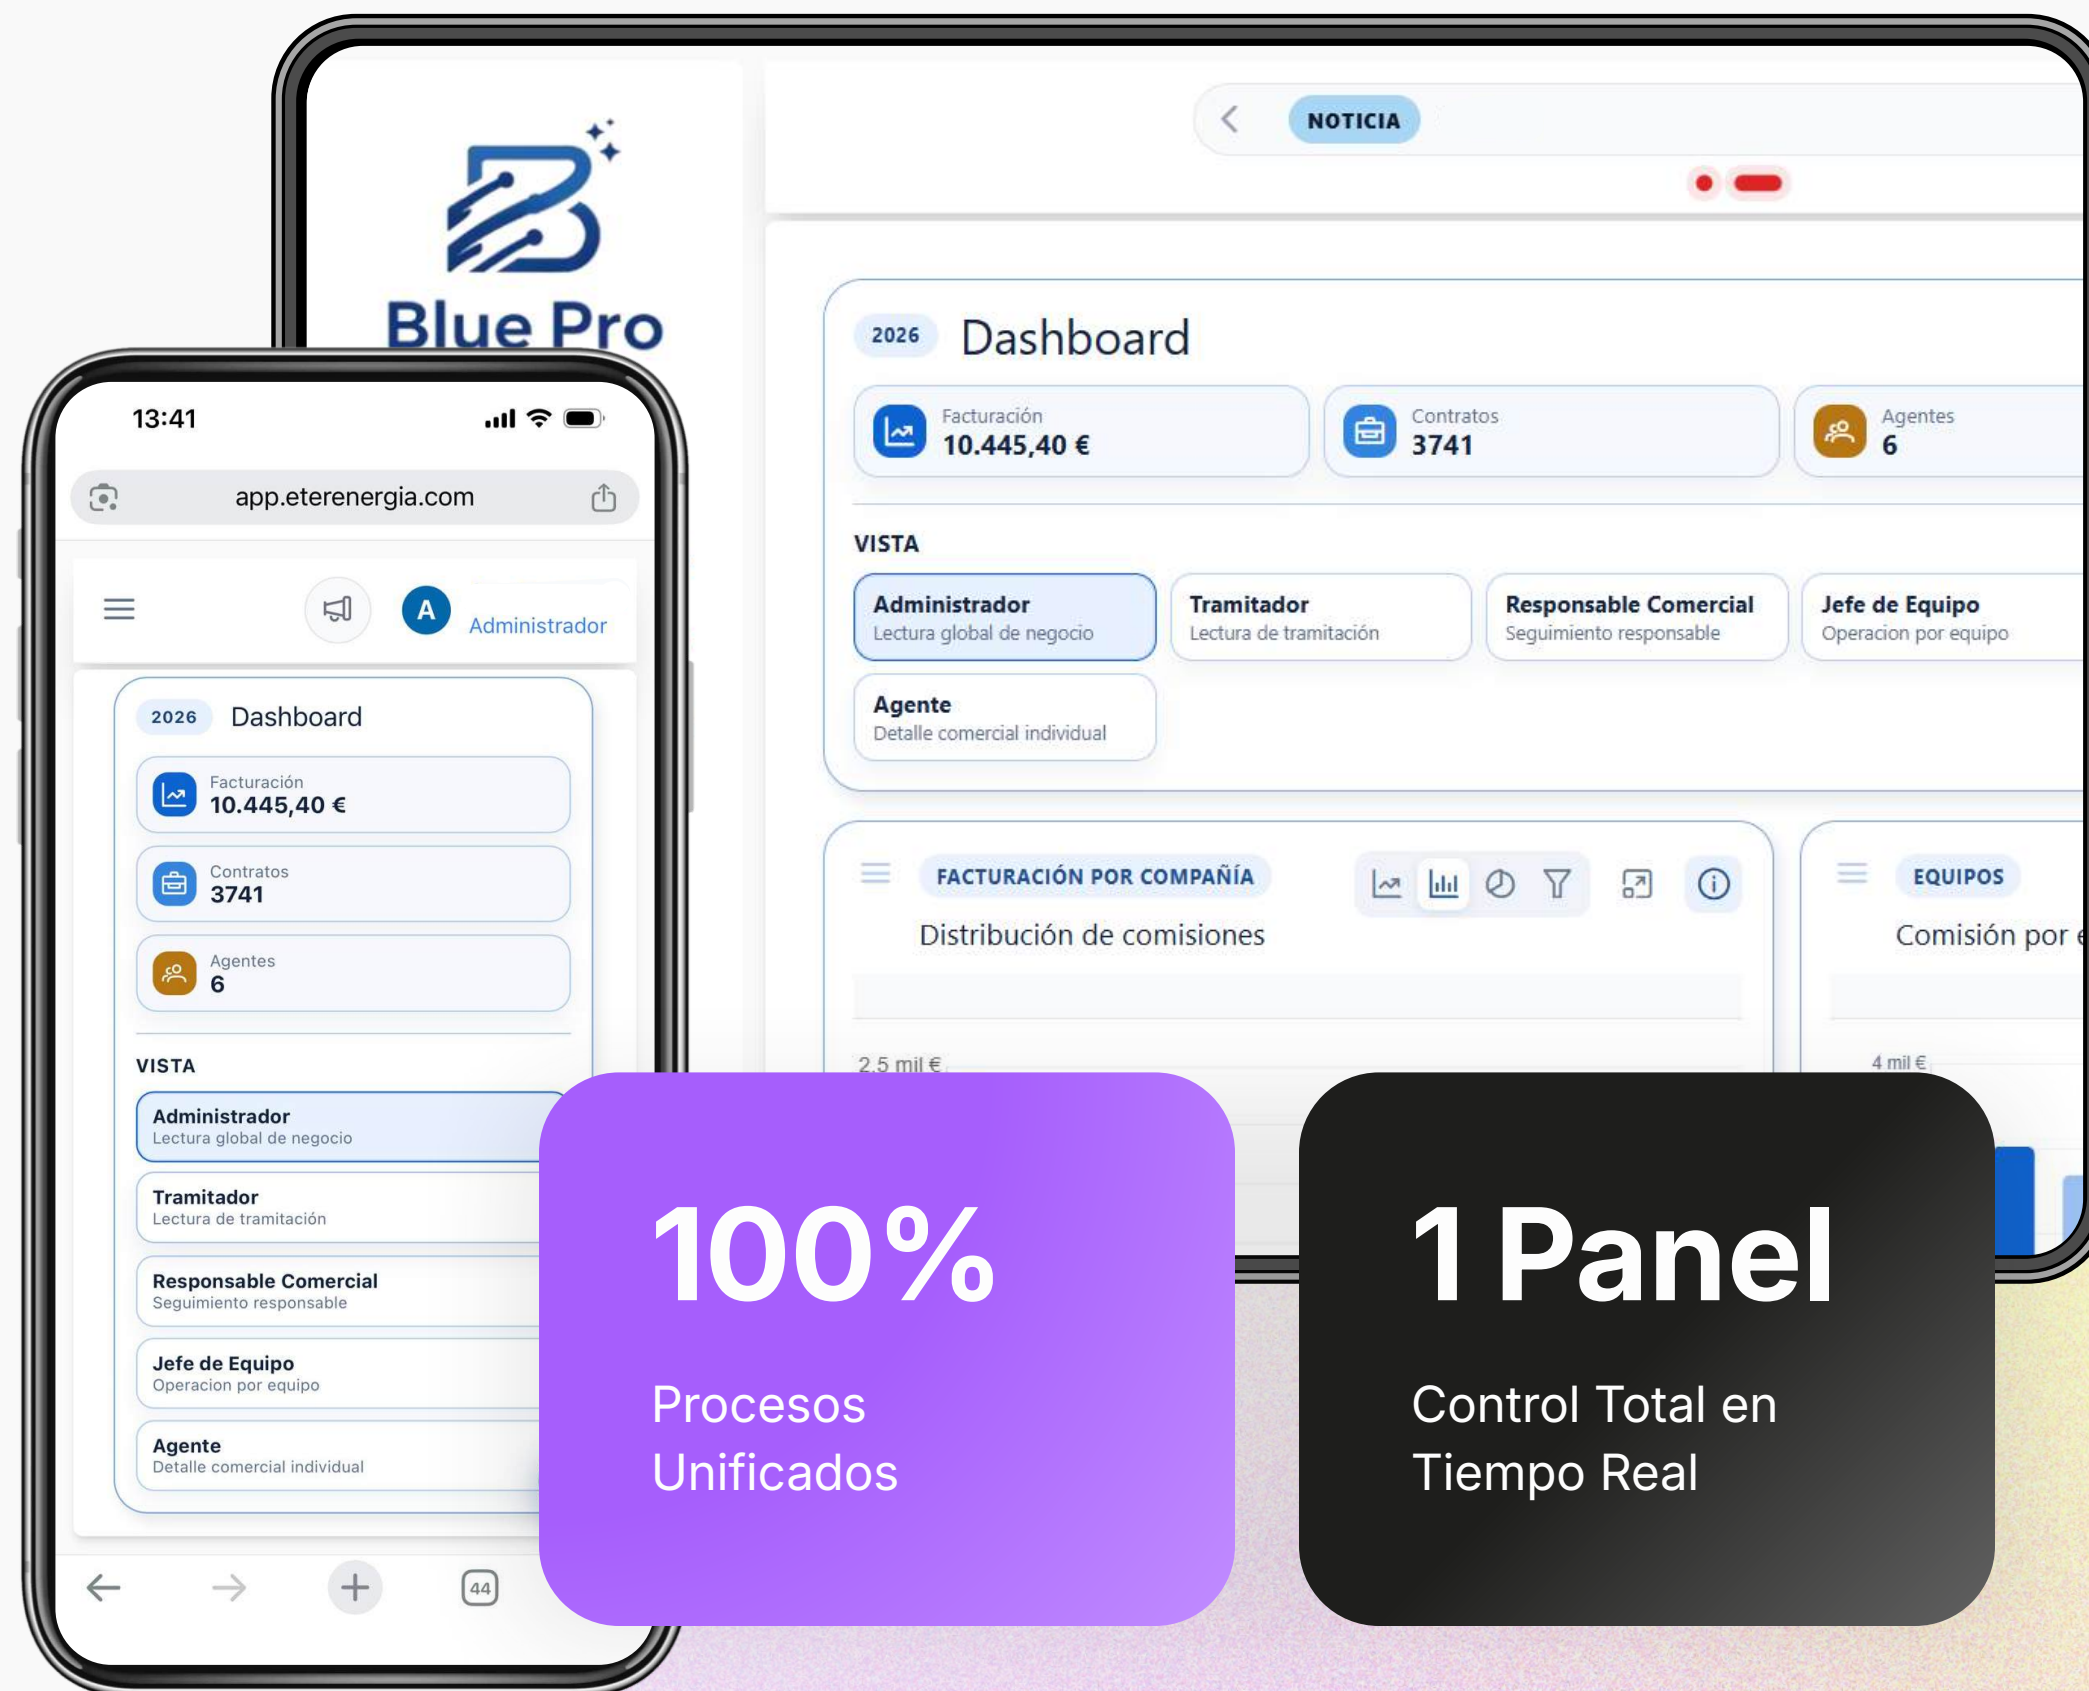 Blue Pro
NOTICIA
2026 Dashboard
Facturación
10.445,40 €
Contratos
3741
Agentes
6
VISTA
Administrador
Lectura global de negocio
Tramitador
Lectura de tramitación
Responsable Comercial
Seguimiento responsable
Jefe de Equipo
Operacion por equipo
Agente
Detalle comercial individual
FACTURACIÓN POR COMPAÑÍA
Distribución de comisiones
2.5 mil €
EQUIPOS
Comisión por
4 mil €
13:41
app.eterenergia.com
A
Administrador
2026 Dashboard
Facturación
10.445,40 €
Contratos
3741
Agentes
6
VISTA
Administrador
Lectura global de negocio
Tramitador
Lectura de tramitación
Responsable Comercial
Seguimiento responsable
Jefe de Equipo
Operacion por equipo
Agente
Detalle comercial individual
44
100%
Procesos
Unificados
1 Panel
Control Total en
Tiempo Real